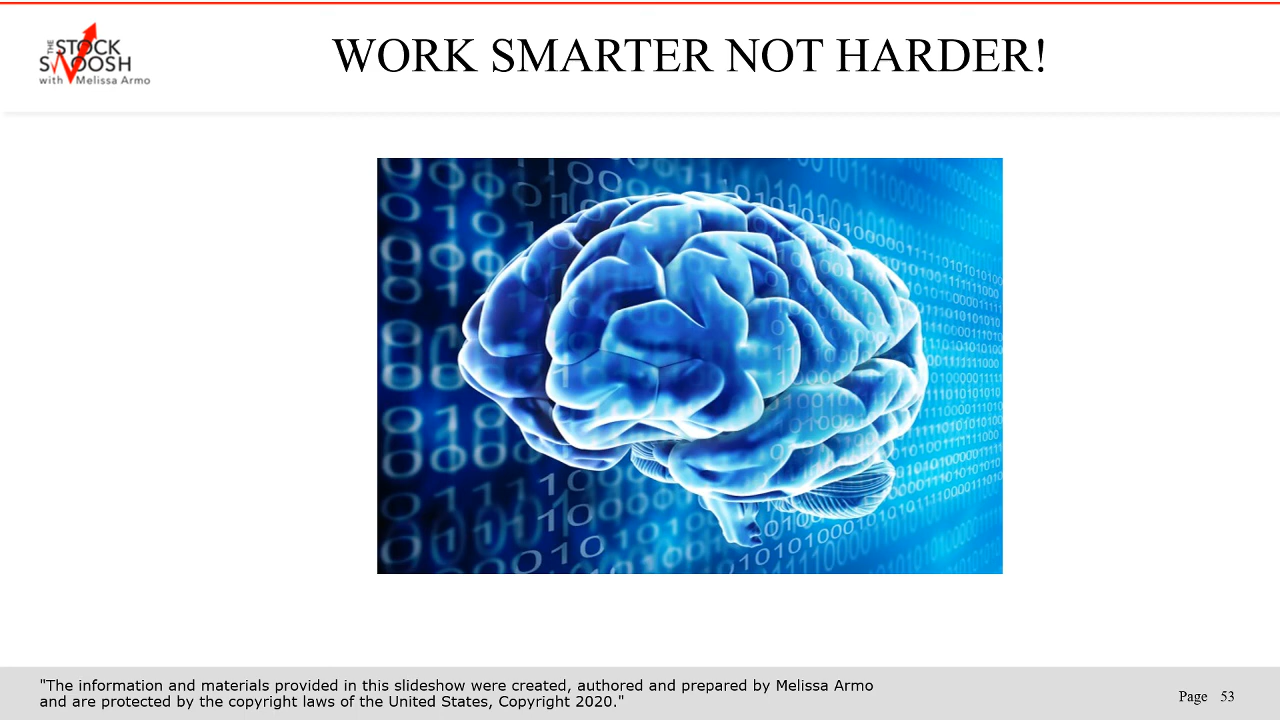 THE
STOCK
SWOOSH
with Melissa Armo
WORK SMARTER NOT HARDER!
"The information and materials provided in this slideshow were created, authored and prepared by Melissa Armo
and are protected by the copyright laws of the United States, Copyright 2020."
Page 53